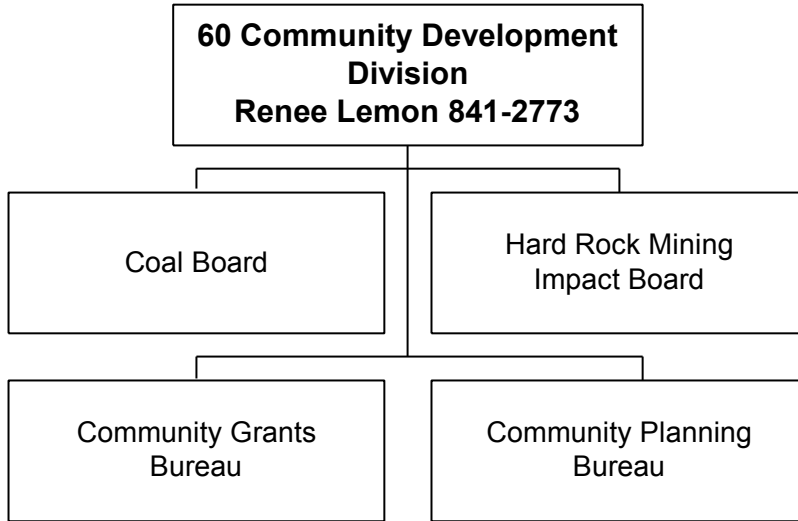 60 Community Development
Division
Renee Lemon 841-2773
Coal Board
Hard Rock Mining
Impact Board
Community Grants
Bureau
Community Planning
Bureau